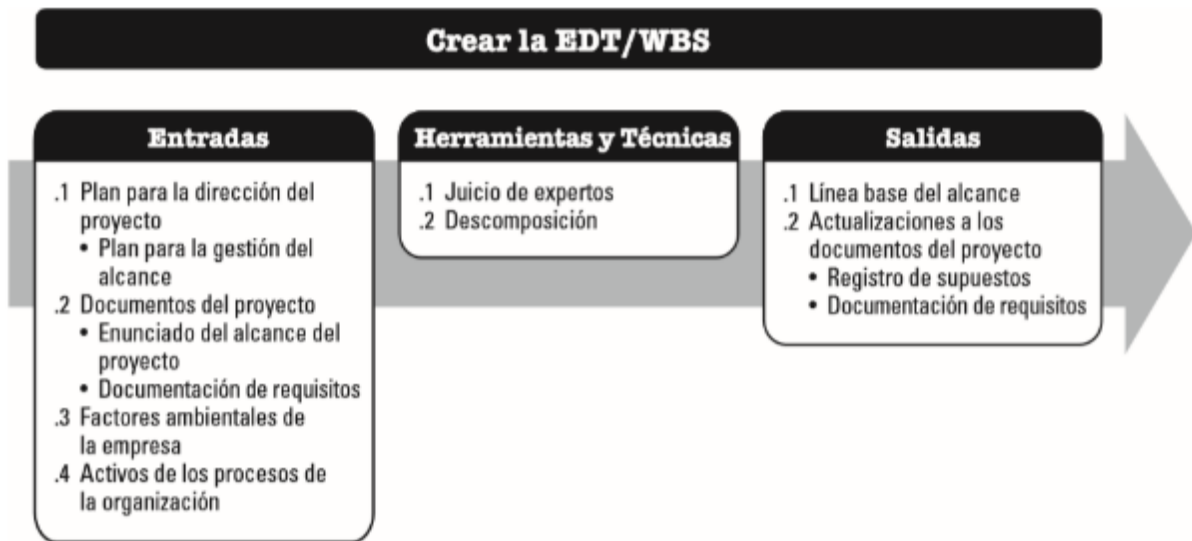 Crear la EDT/WBS
Entradas
.1 Plan para la dirección del
proyecto
• Plan para la gestión del
alcance
.2 Documentos del proyecto
• Enunciado del alcance del
proyecto
• Documentación de requisitos
.3 Factores ambientales de
la empresa
.4 Activos de los procesos de
la organización
Herramientas y Técnicas
.1 Juicio de expertos
.2 Descomposición
Salidas
.1 Línea base del alcance
.2 Actualizaciones a los
documentos del proyecto
• Registro de supuestos
• Documentación de requisitos